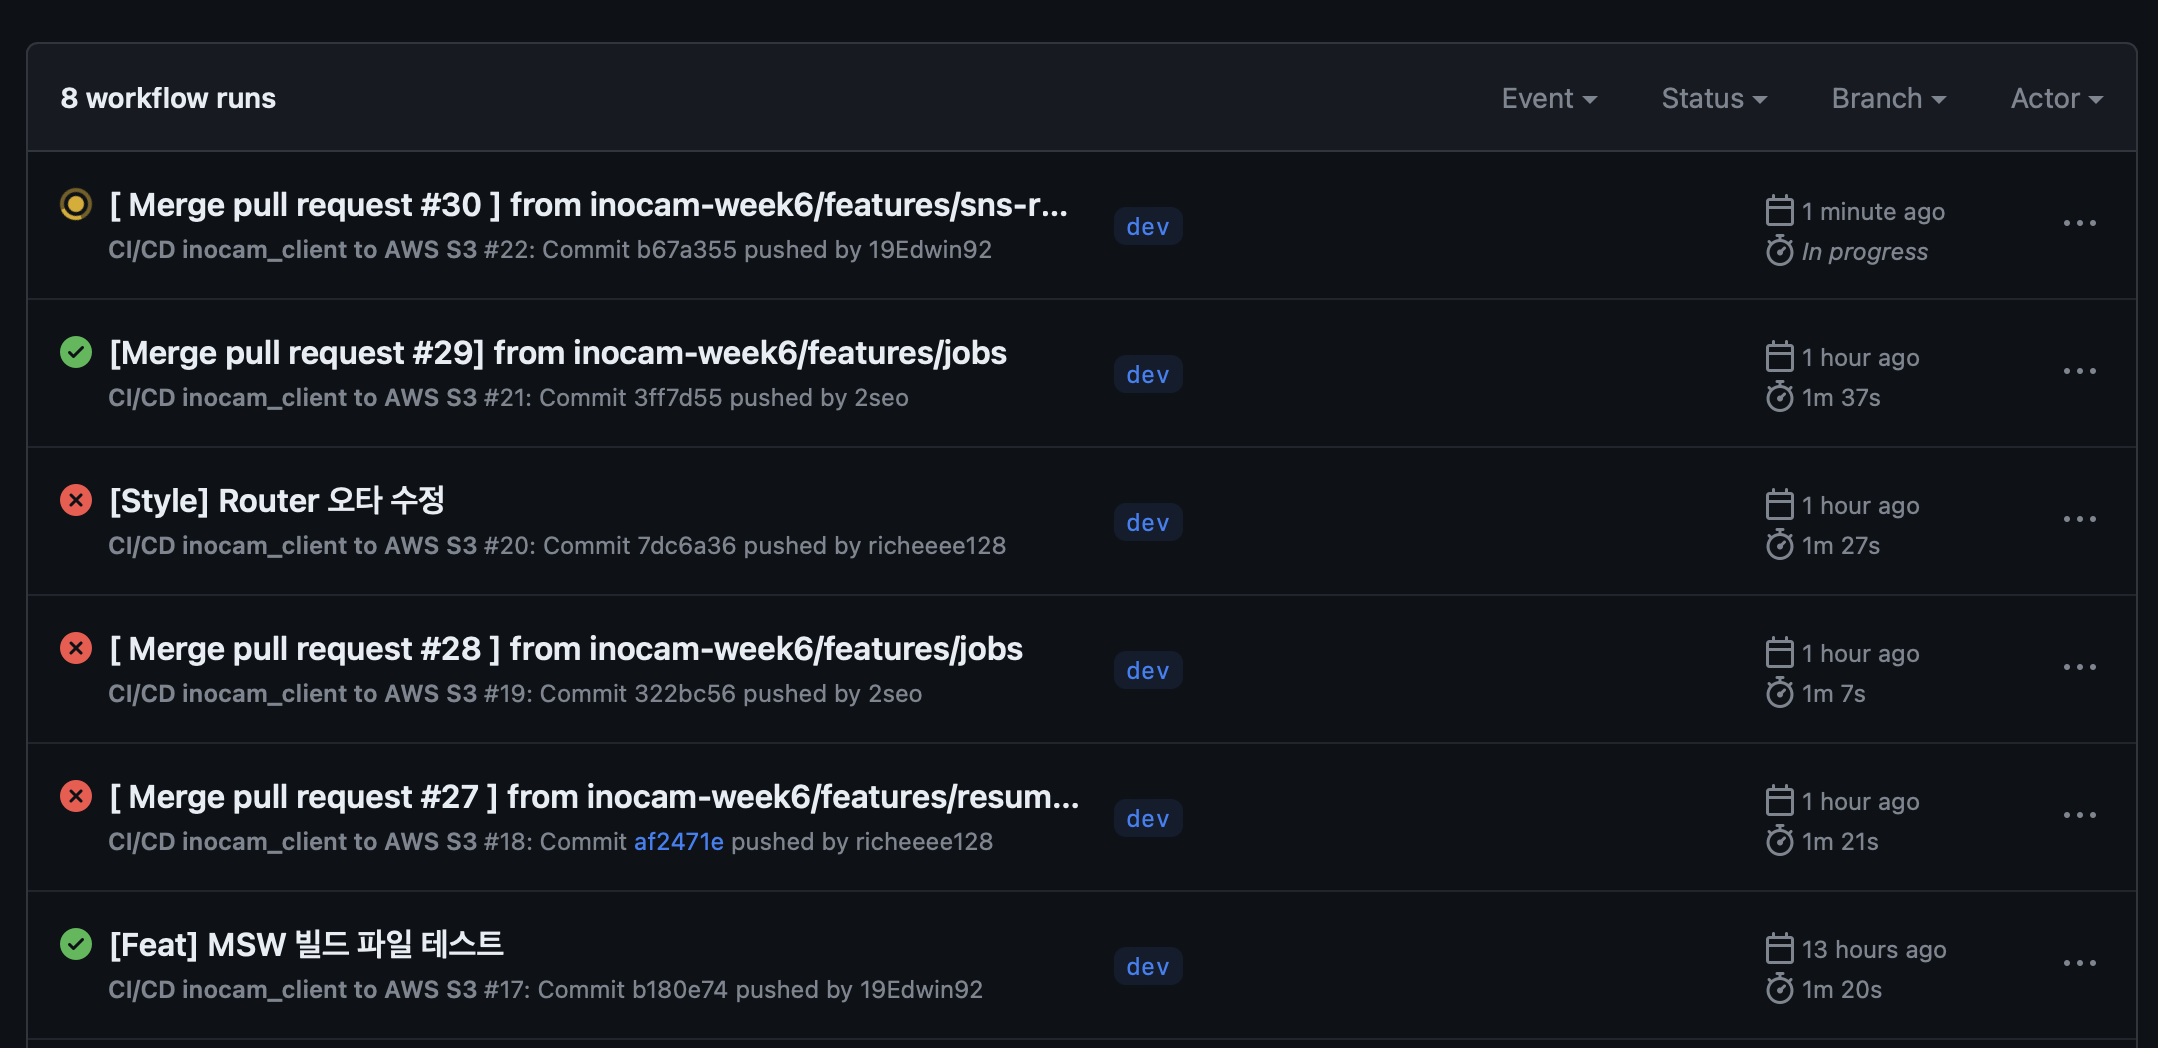 8 workflow runs
Event Status Branch Actor
[ Merge pull request #30 ] from inocam-week6/features/sns-r...
CI/CD inocam_client to AWS S3 #22: Commit b67a355 pushed by 19Edwin92
dev
1 minute ago
In progress
[Merge pull request #29] from inocam-week6/features/jobs
CI/CD inocam_client to AWS S3 #21: Commit 3ff7d55 pushed by 2seo
dev
1 hour ago
1m 37s
[Style] Router 오타 수정
CI/CD inocam_client to AWS S3 #20: Commit 7dc6a36 pushed by richeeee128
dev
1 hour ago
1m 27s
[ Merge pull request #28 ] from inocam-week6/features/jobs
CI/CD inocam_client to AWS S3 #19: Commit 322bc56 pushed by 2seo
dev
1 hour ago
1m 7s
[ Merge pull request #27 ] from inocam-week6/features/resum...
CI/CD inocam_client to AWS S3 #18: Commit af2471e pushed by richeeee128
dev
1 hour ago
1m 21s
[Feat] MSW 빌드 파일 테스트
CI/CD inocam_client to AWS S3 #17: Commit b180e74 pushed by 19Edwin92
dev
13 hours ago
1m 20s